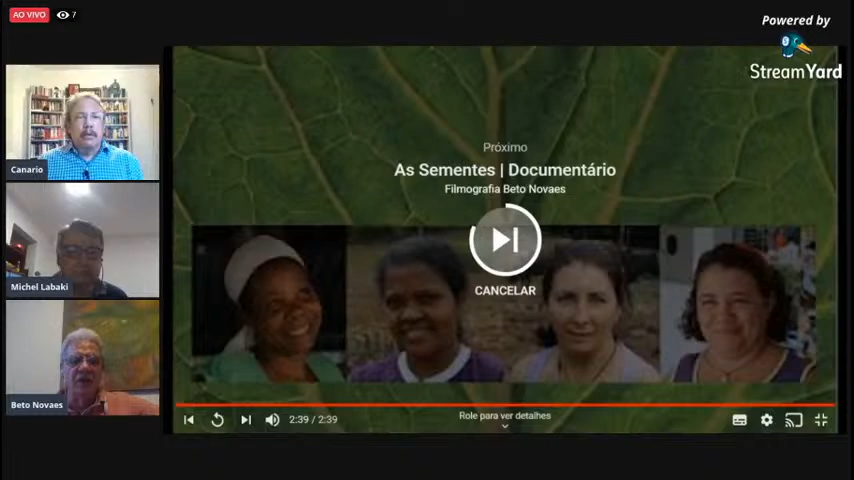 AO VIVO 7
Powered by
StreamYard
Canario
Michel Labaki
Beto Novaes
Próximo
As Sementes | Documentário
Filmografia Beto Novaes
CANCELAR
2:39 / 2:39
Role para ver detalhes